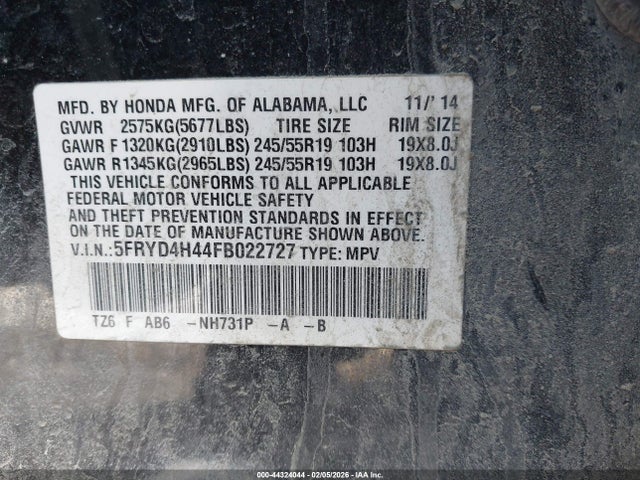 MFD. BY HONDA MFG. OF ALABAMA, LLC 11/' 14
GVWR 2575KG(5677LBS) TIRE SIZE RIM SIZE
GAWR F 1320KG(2910LBS) 245/55R19 103H 19X8.0J
GAWR R1345KG(2965LBS) 245/55R19 103H 19X8.0J
THIS VEHICLE CONFORMS TO ALL APPLICABLE
FEDERAL MOTOR VEHICLE SAFETY
AND THEFT PREVENTION STANDARDS IN EFFECT
ON THE DATE OF MANUFACTURE SHOWN ABOVE.
V.I.N.:5FRYD4H44FB022727 TYPE: MPV
TZ6 F AB6 -NH731P -A -B
000-44324044 — 02/05/2026 — IAA Inc.